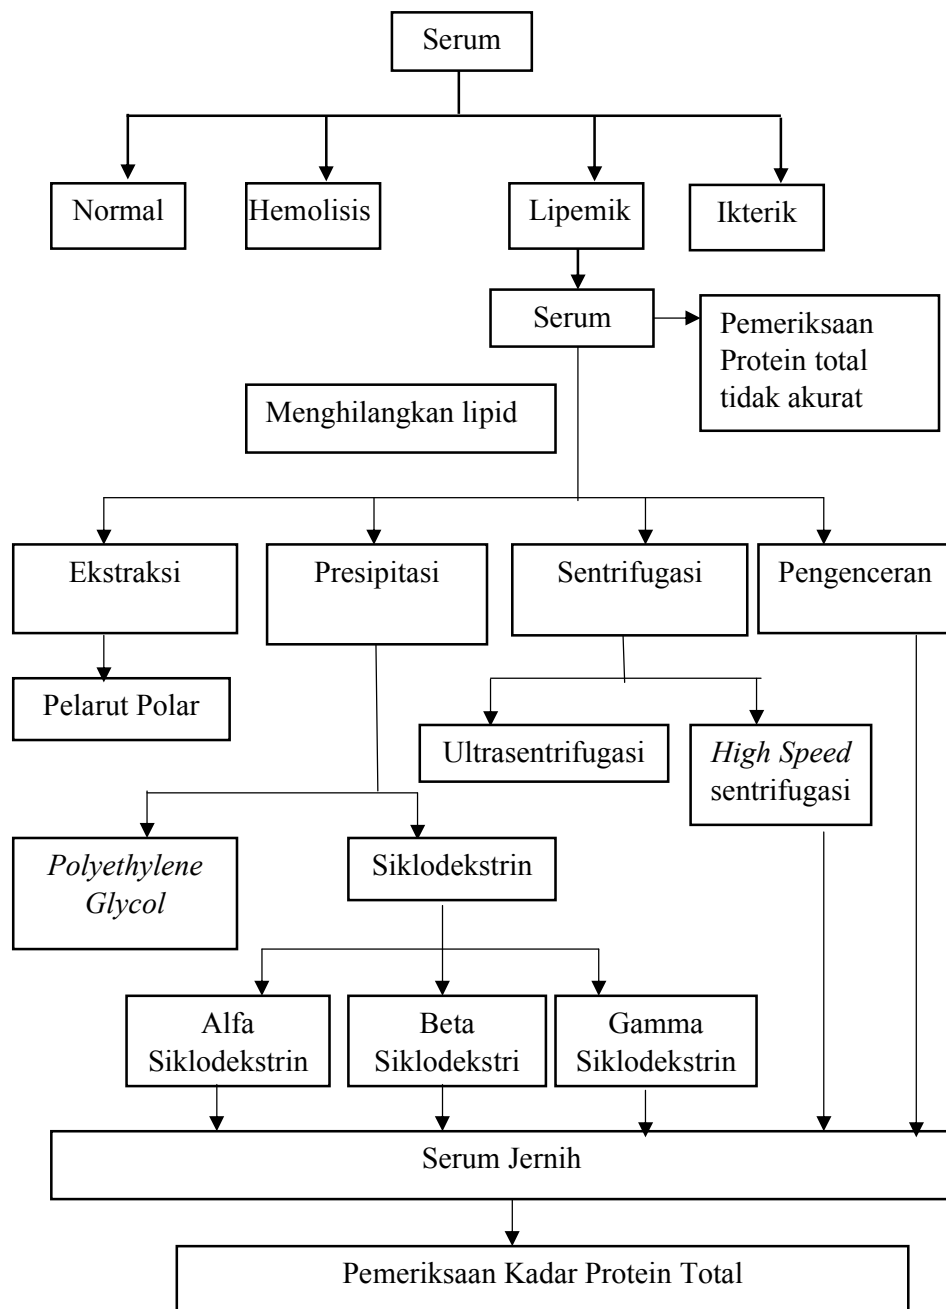 Serum
Normal
Hemolisis
Lipemik
Ikterik
Serum
Pemeriksaan
Protein total
tidak akurat
Menghilangkan lipid
Ekstraksi
Presipitasi
Sentrifugasi
Pengenceran
Pelarut Polar
Ultrasentrifugasi
High Speed
sentrifugasi
Polyethylene
Glycol
Siklodekstrin
Alfa
Siklodekstrin
Beta
Siklodekstri
Gamma
Siklodekstrin
Serum Jernih
Pemeriksaan Kadar Protein Total